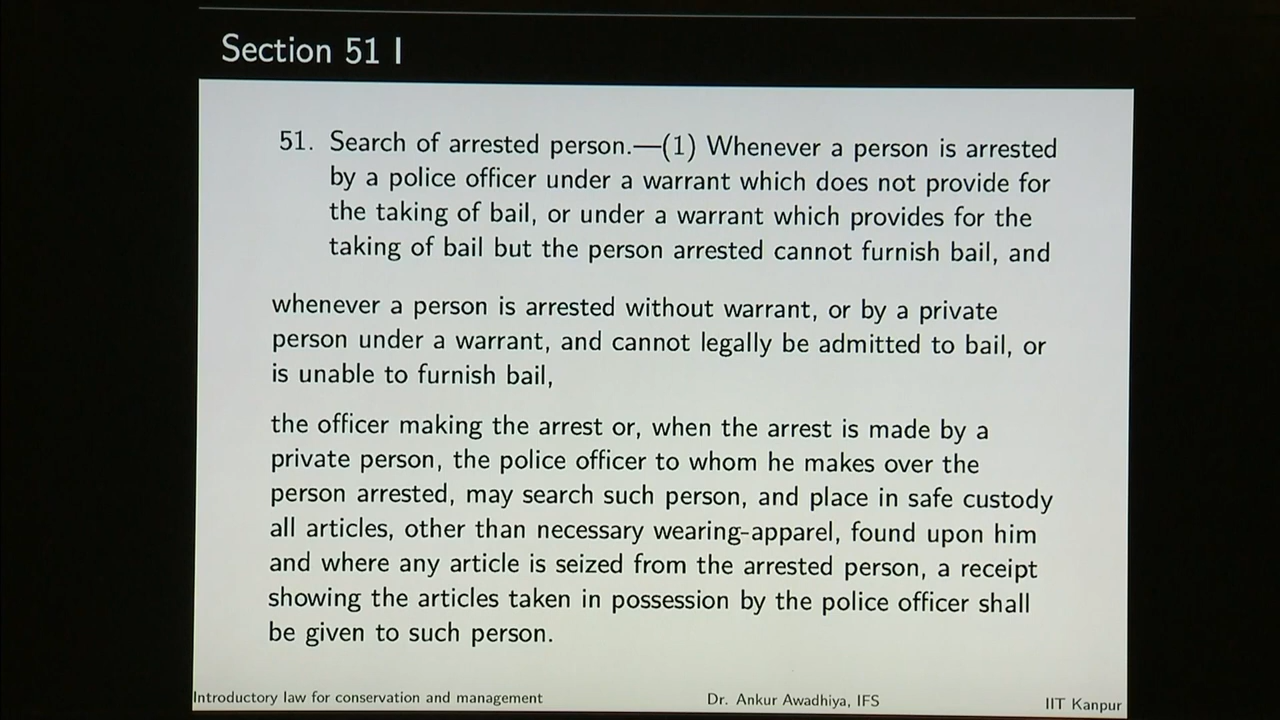 Section 51 I
51. Search of arrested person.—(1) Whenever a person is arrested
by a police officer under a warrant which does not provide for
the taking of bail, or under a warrant which provides for the
taking of bail but the person arrested cannot furnish bail, and
whenever a person is arrested without warrant, or by a private
person under a warrant, and cannot legally be admitted to bail, or
is unable to furnish bail,
the officer making the arrest or, when the arrest is made by a
private person, the police officer to whom he makes over the
person arrested, may search such person, and place in safe custody
all articles, other than necessary wearing-apparel, found upon him
and where any article is seized from the arrested person, a receipt
showing the articles taken in possession by the police officer shall
be given to such person.
Introductory law for conservation and management Dr. Ankur Awadhiya, IFS IIT Kanpur